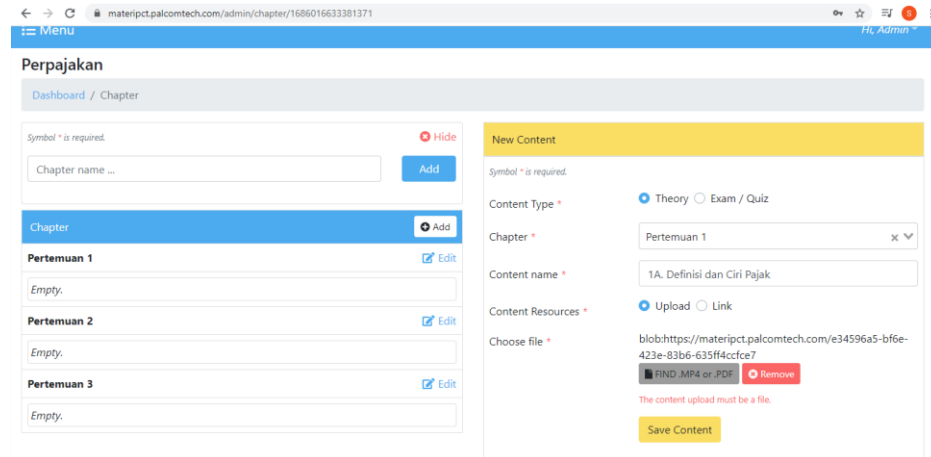 materipct.palcomtech.com/admin/chapter/1686016633381371
S
Menu
Hi, Admin
Perpajakan
Dashboard / Chapter
Symbol * is required.
Hide
Chapter name ...
Add
Chapter
Add
Pertemuan 1
Edit
Empty.
Pertemuan 2
Edit
Empty.
Pertemuan 3
Edit
Empty.
New Content
Symbol * is required.
Content Type *
Theory
Exam / Quiz
Chapter *
Pertemuan 1
Content name *
1A. Definisi dan Ciri Pajak
Content Resources *
Upload
Link
Choose file *
blob:https://materipct.palcomtech.com/e34596a5-bf6e-
423e-83b6-635ff4ccfce7
FIND .MP4 or .PDF
Remove
The content upload must be a file.
Save Content